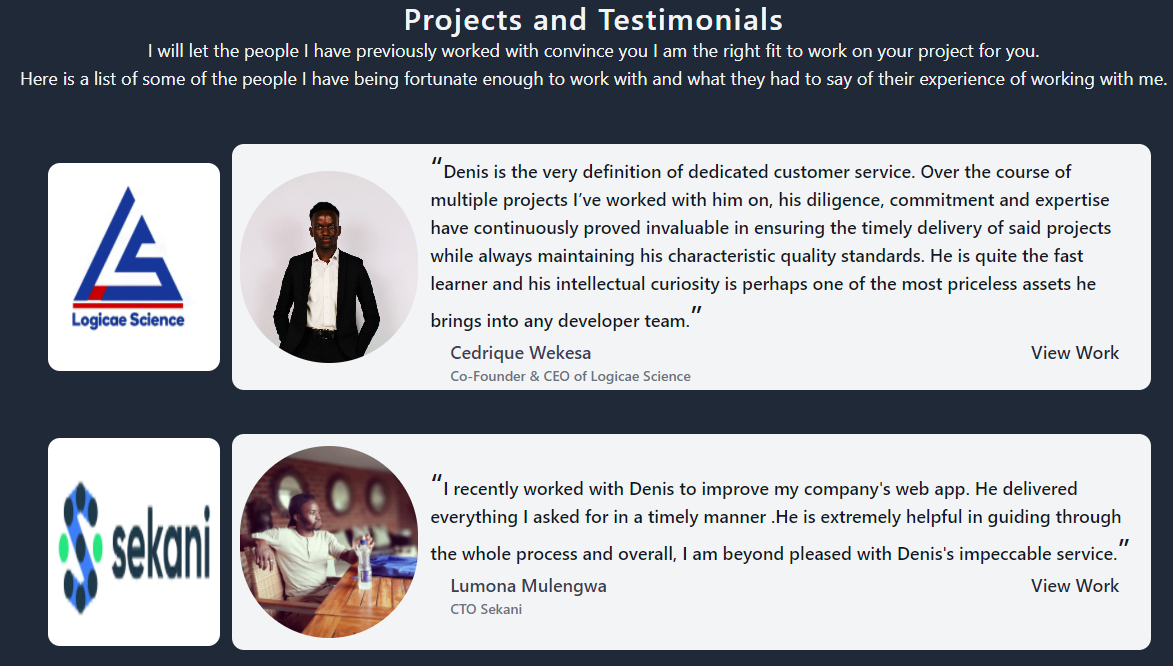 Projects and Testimonials
I will let the people I have previously worked with convince you I am the right fit to work on your project for you.
Here is a list of some of the people I have being fortunate enough to work with and what they had to say of their experience of working with me.
Logicae Science
“Denis is the very definition of dedicated customer service. Over the course of
multiple projects I’ve worked with him on, his diligence, commitment and expertise
have continuously proved invaluable in ensuring the timely delivery of said projects
while always maintaining his characteristic quality standards. He is quite the fast
learner and his intellectual curiosity is perhaps one of the most priceless assets he
brings into any developer team.”
Cedrique Wekesa
View Work
Co-Founder & CEO of Logicae Science
sekani
“I recently worked with Denis to improve my company's web app. He delivered
everything I asked for in a timely manner .He is extremely helpful in guiding through
the whole process and overall, I am beyond pleased with Denis's impeccable service.”
Lumona Mulengwa
View Work
CTO Sekani